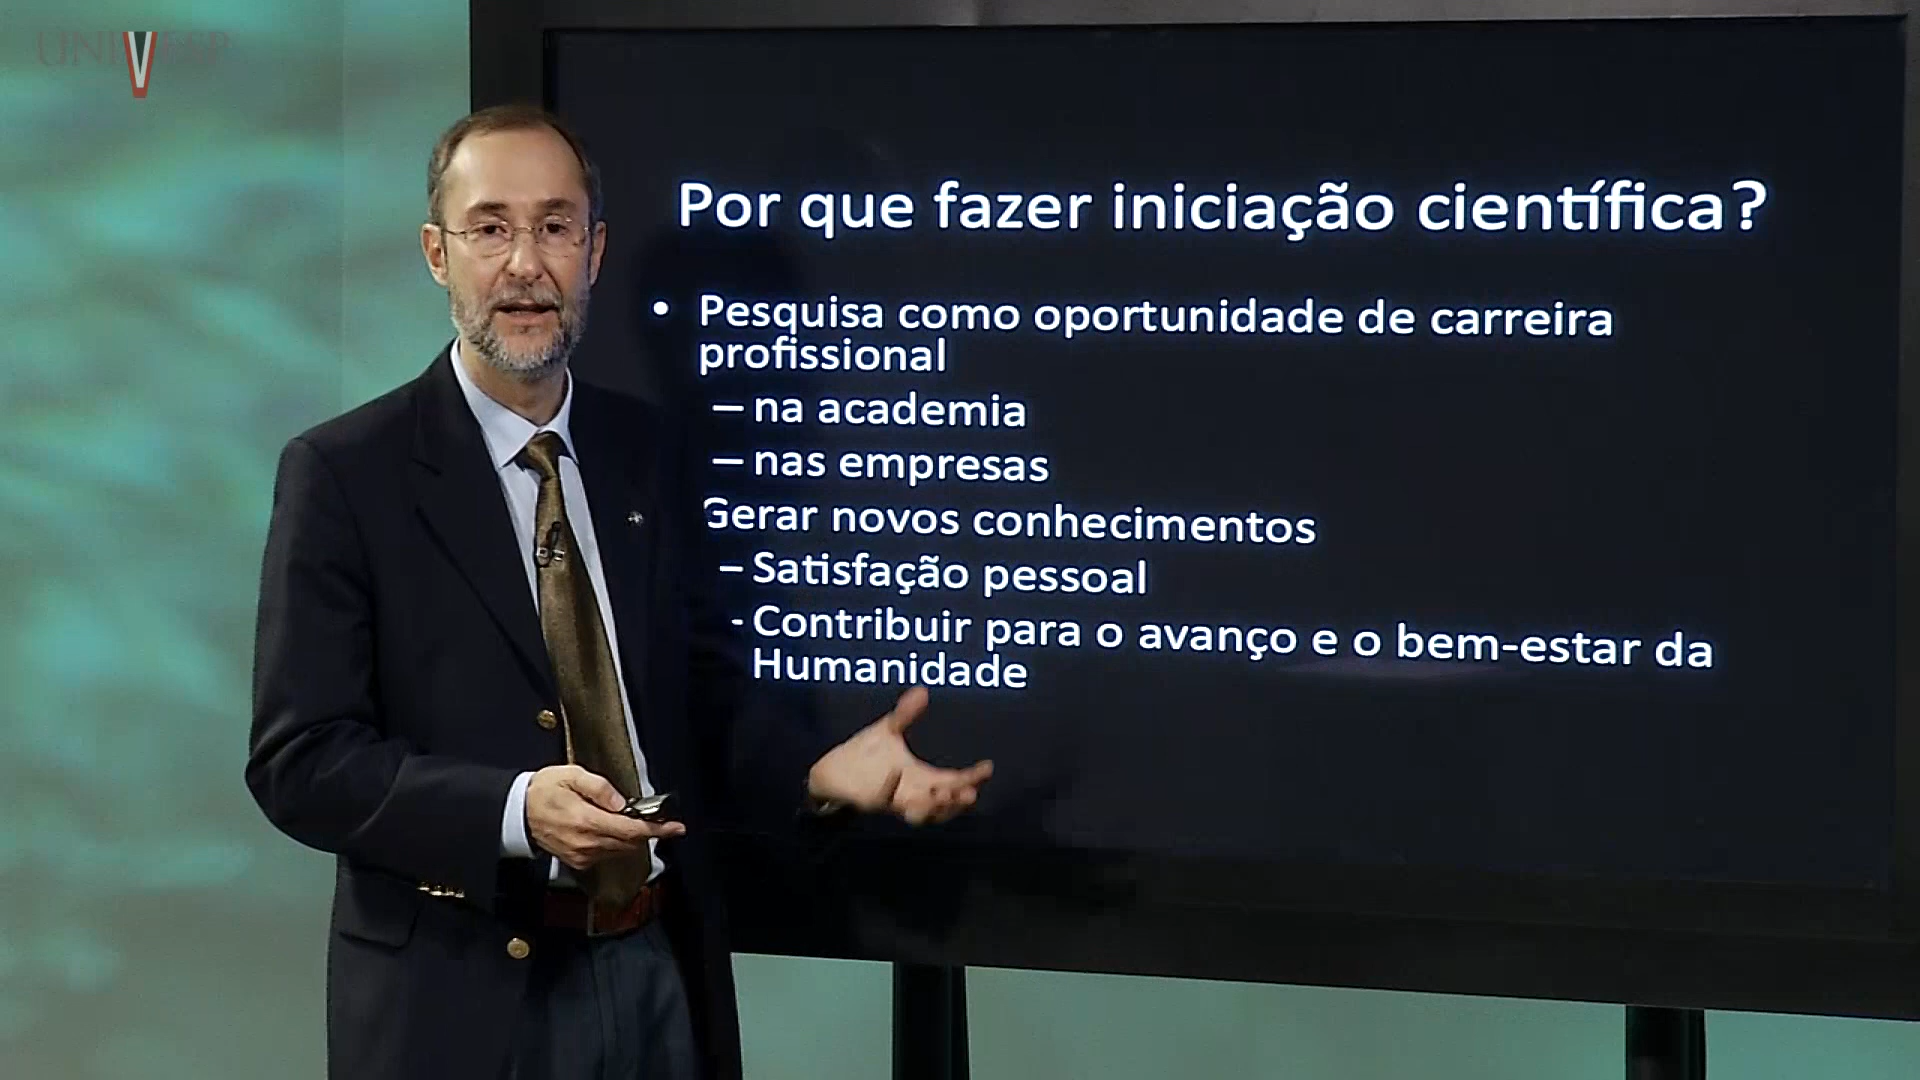 UNIVESP
Por que fazer iniciação científica?
• Pesquisa como oportunidade de carreira
profissional
– na academia
– nas empresas
Gerar novos conhecimentos
– Satisfação pessoal
- Contribuir para o avanço e o bem-estar da
Humanidade